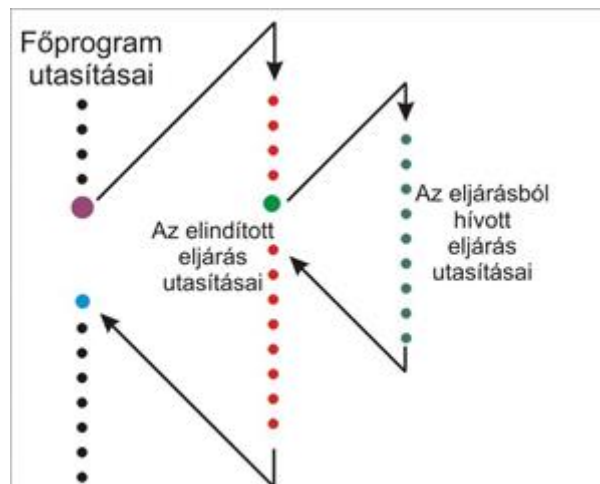 Főprogram
utasításai
Az elindított
eljárás
utasításai
Az eljárásból
hívott
eljárás
utasításai